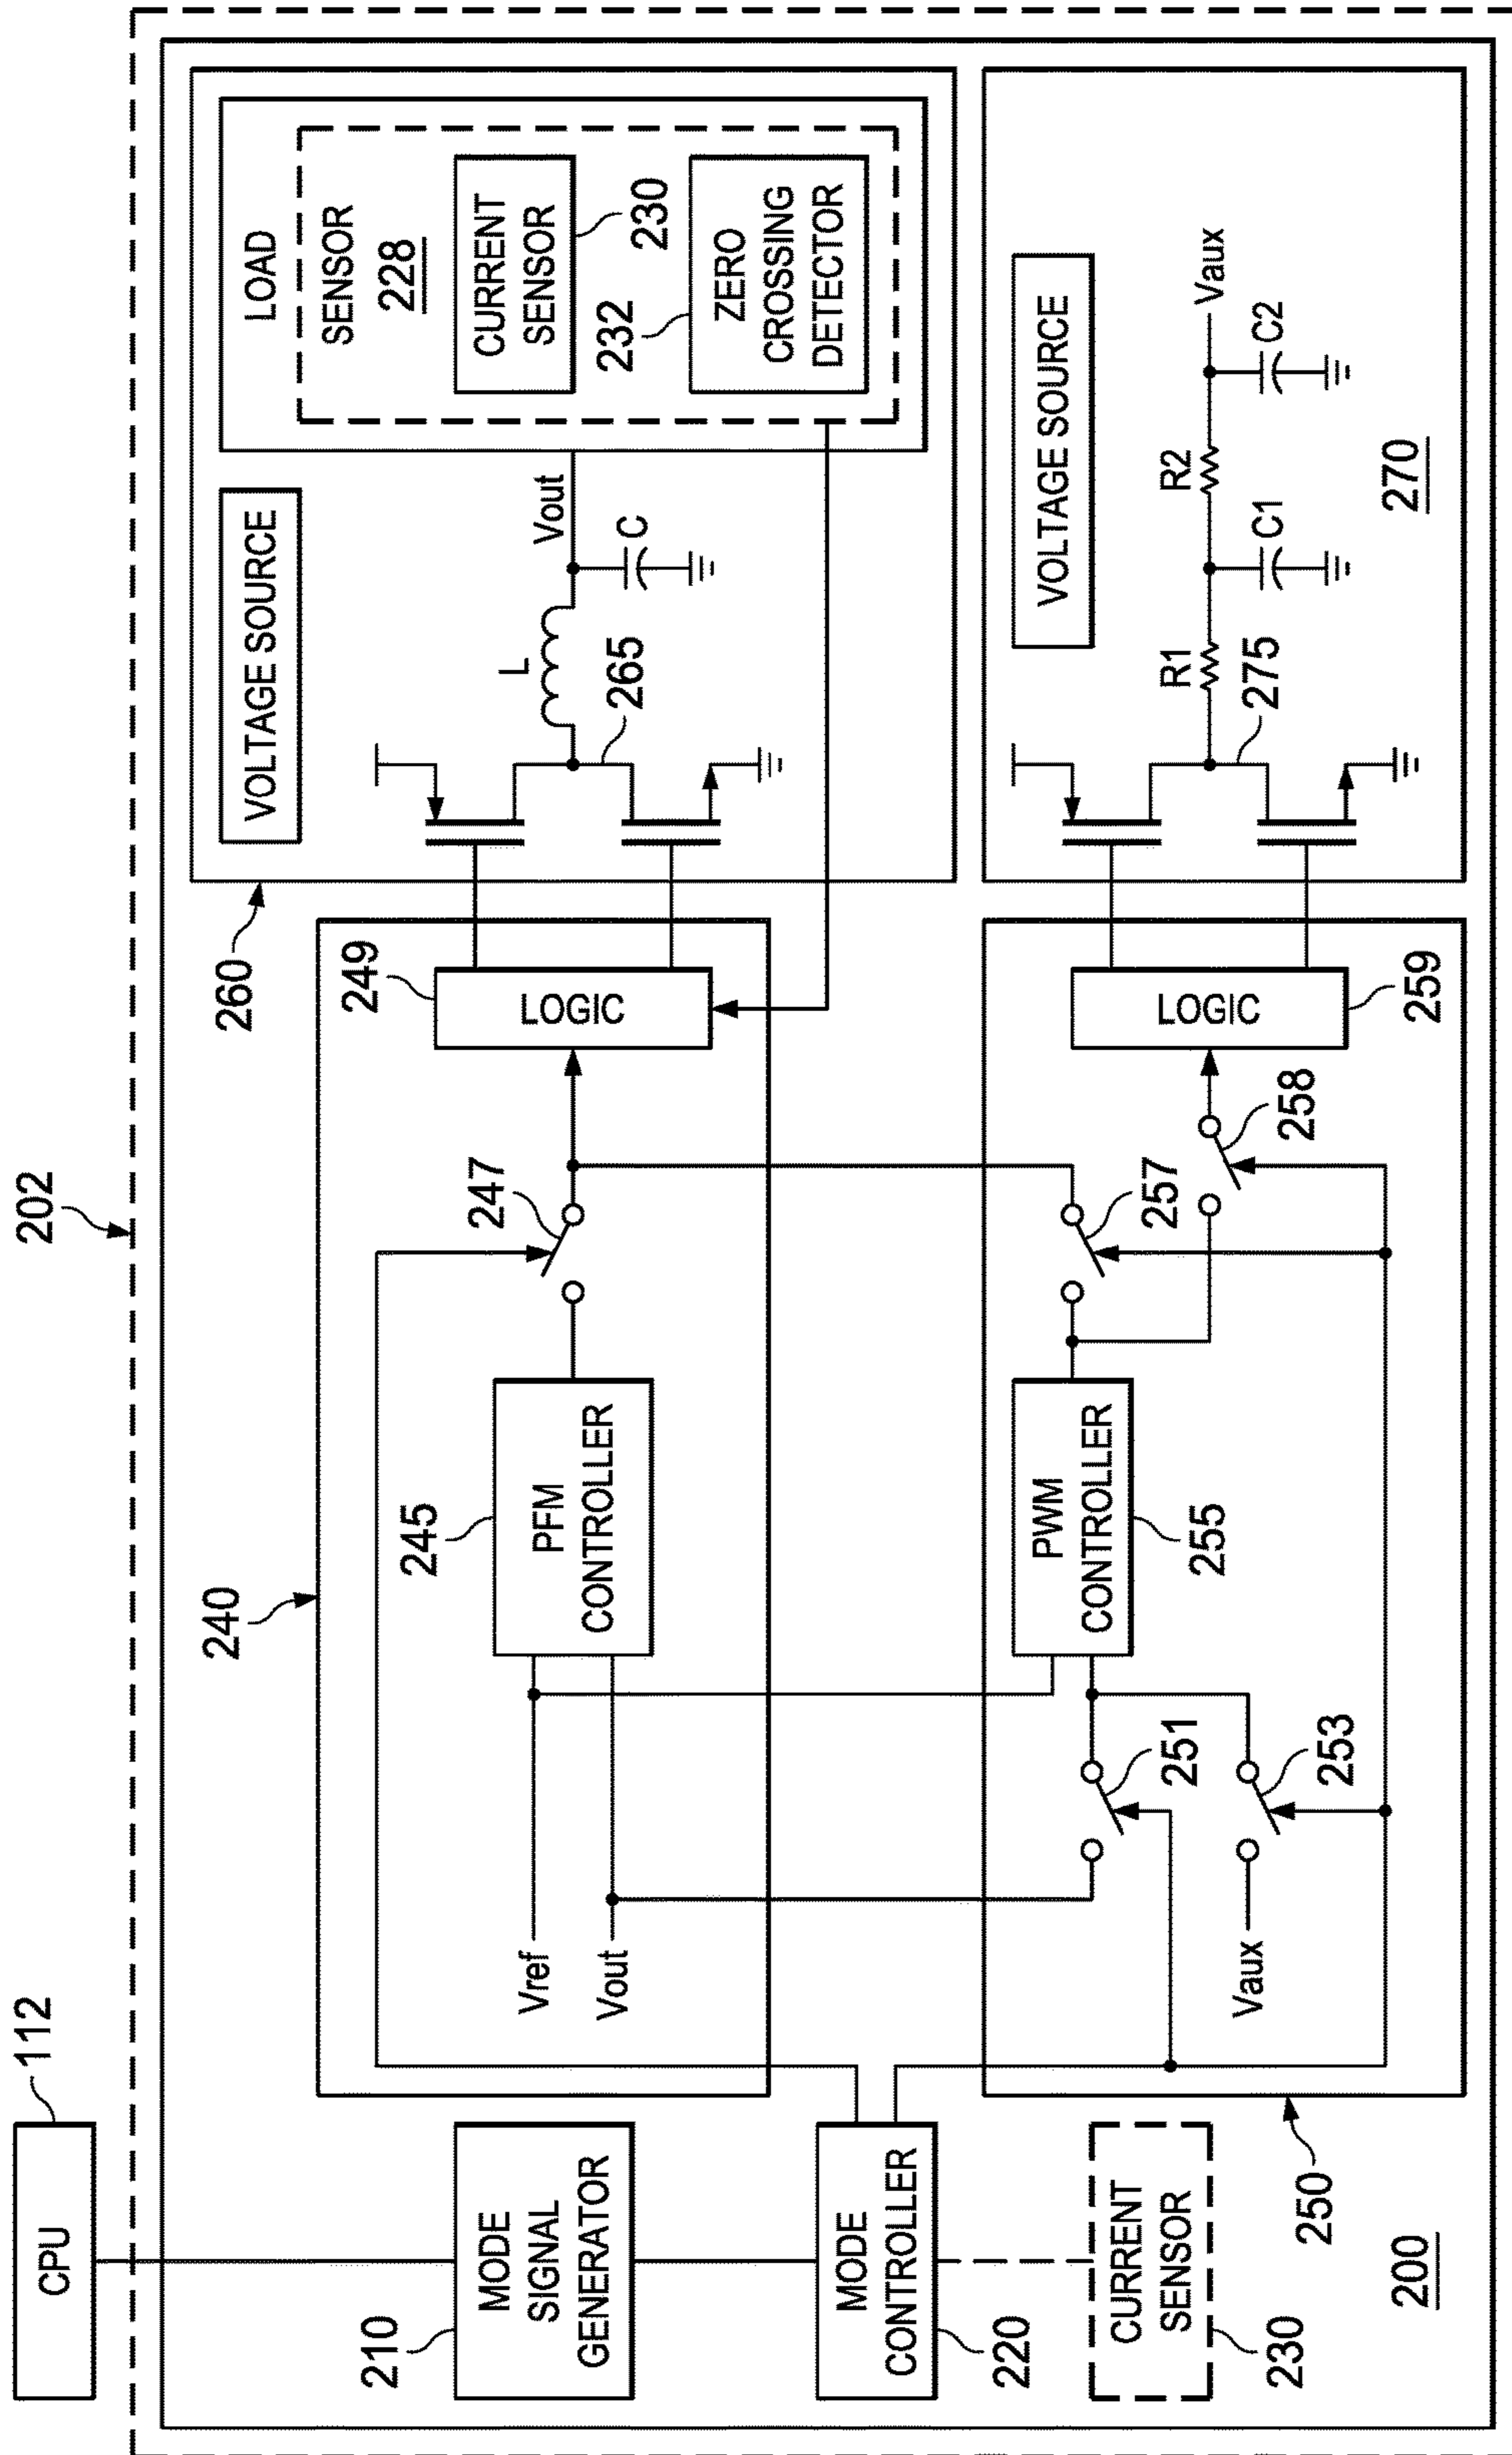 202
112
CPU
210
MODE
SIGNAL
GENERATOR
220
MODE
CONTROLLER
230
CURRENT
SENSOR
200
240
Vref
Vout
245
PFM
CONTROLLER
247
249
LOGIC
250
251
253
Vaux
PWM
CONTROLLER
255
257
258
LOGIC
259
260
VOLTAGE SOURCE
L
265
Vout
C
LOAD
SENSOR
228
CURRENT
SENSOR
230
232
ZERO
CROSSING
DETECTOR
VOLTAGE SOURCE
R1
275
C1
R2
C2
Vaux
270